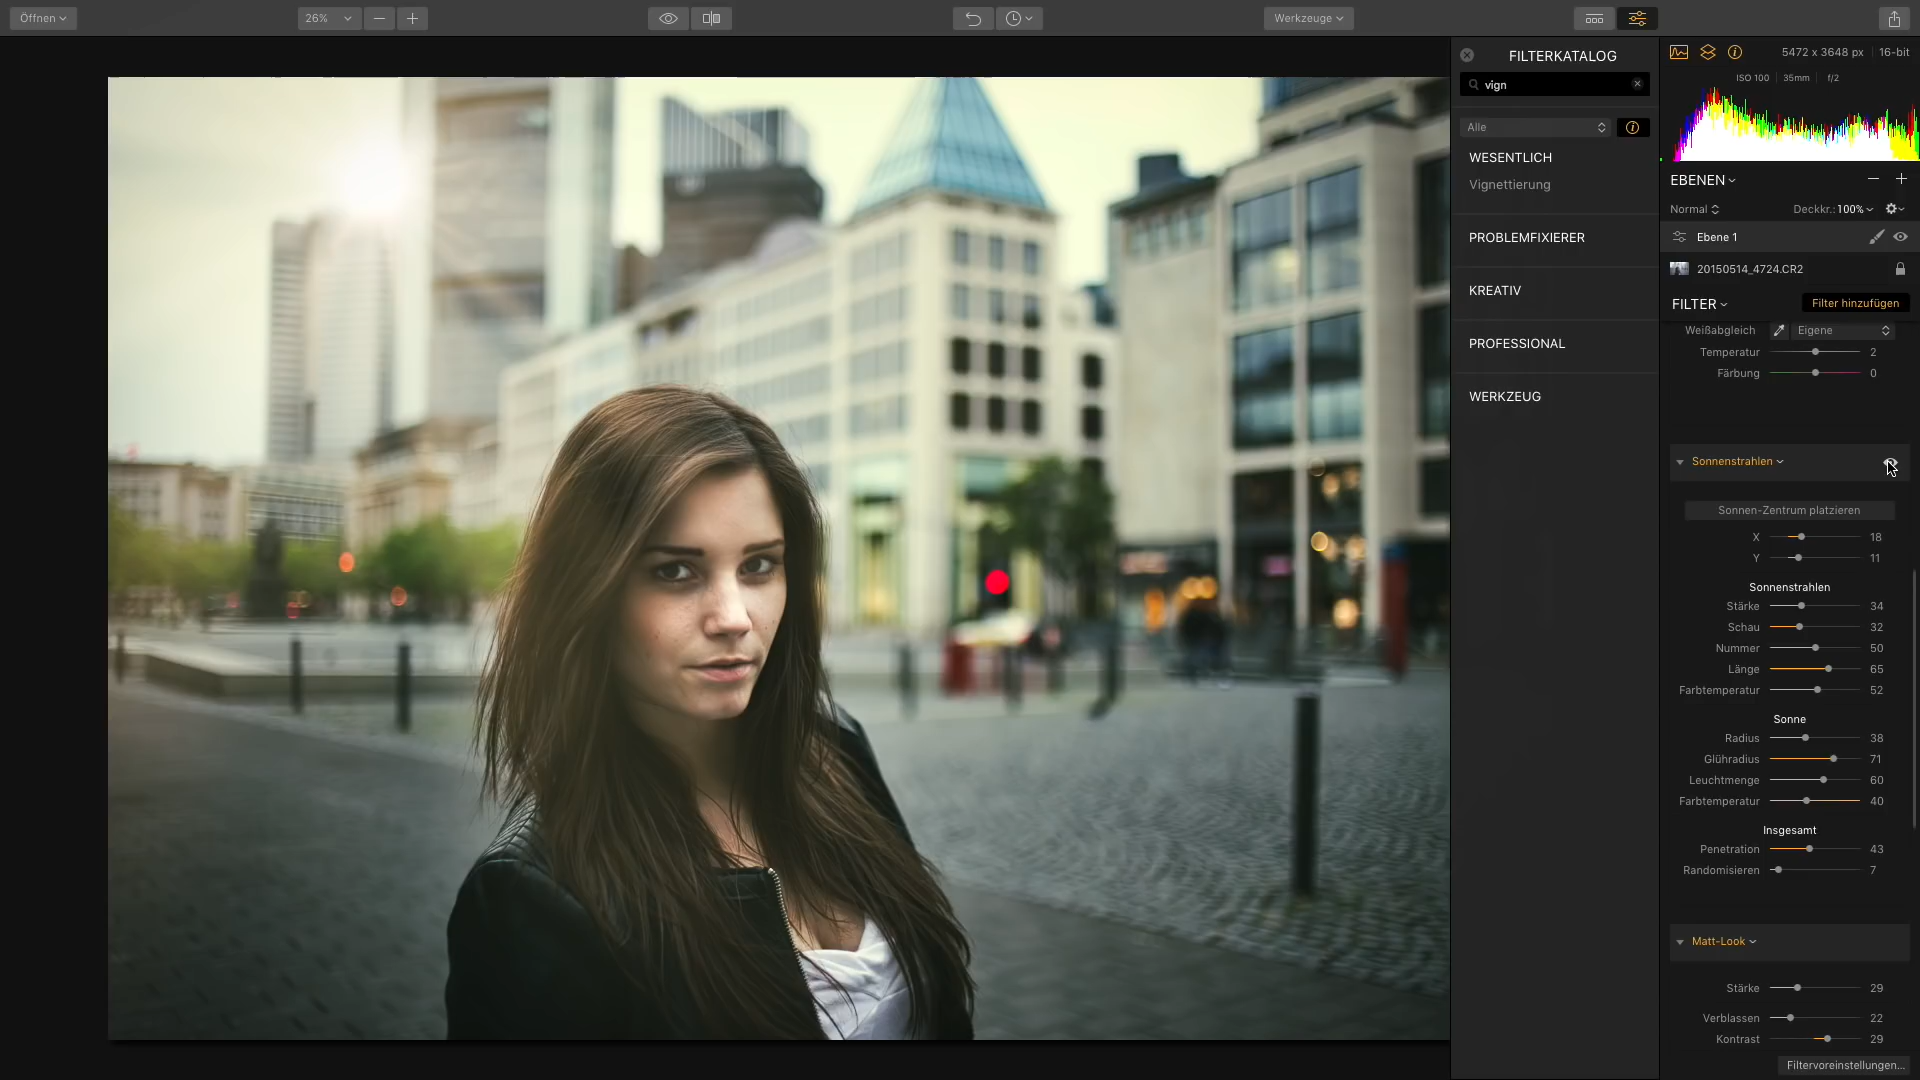 Öffnen
26%
Werkzeuge
FILTERKATALOG
vign
Alle
WESENTLICH
Vignettierung
PROBLEMFIXIERER
KREATIV
PROFESSIONAL
WERKZEUG
5472 x 3648 px
16-bit
ISO 100
35mm
f/2
EBENEN
Normal
Deckkr.: 100%
Ebene 1
20150514_4724.CR2
FILTER
Filter hinzufügen
Weißabgleich
Eigene
Temperatur 2
Färbung 0
Sonnenstrahlen
Sonnen-Zentrum platzieren
X 18
Y 11
Sonnenstrahlen
Stärke 34
Schau 32
Nummer 50
Länge 65
Farbtemperatur 52
Sonne
Radius 38
Glühradius 71
Leuchtmenge 60
Farbtemperatur 40
Insgesamt
Penetration 43
Randomisieren 7
Matt-Look
Stärke 29
Verblassen 22
Kontrast 29
Filtervoreinstellungen...